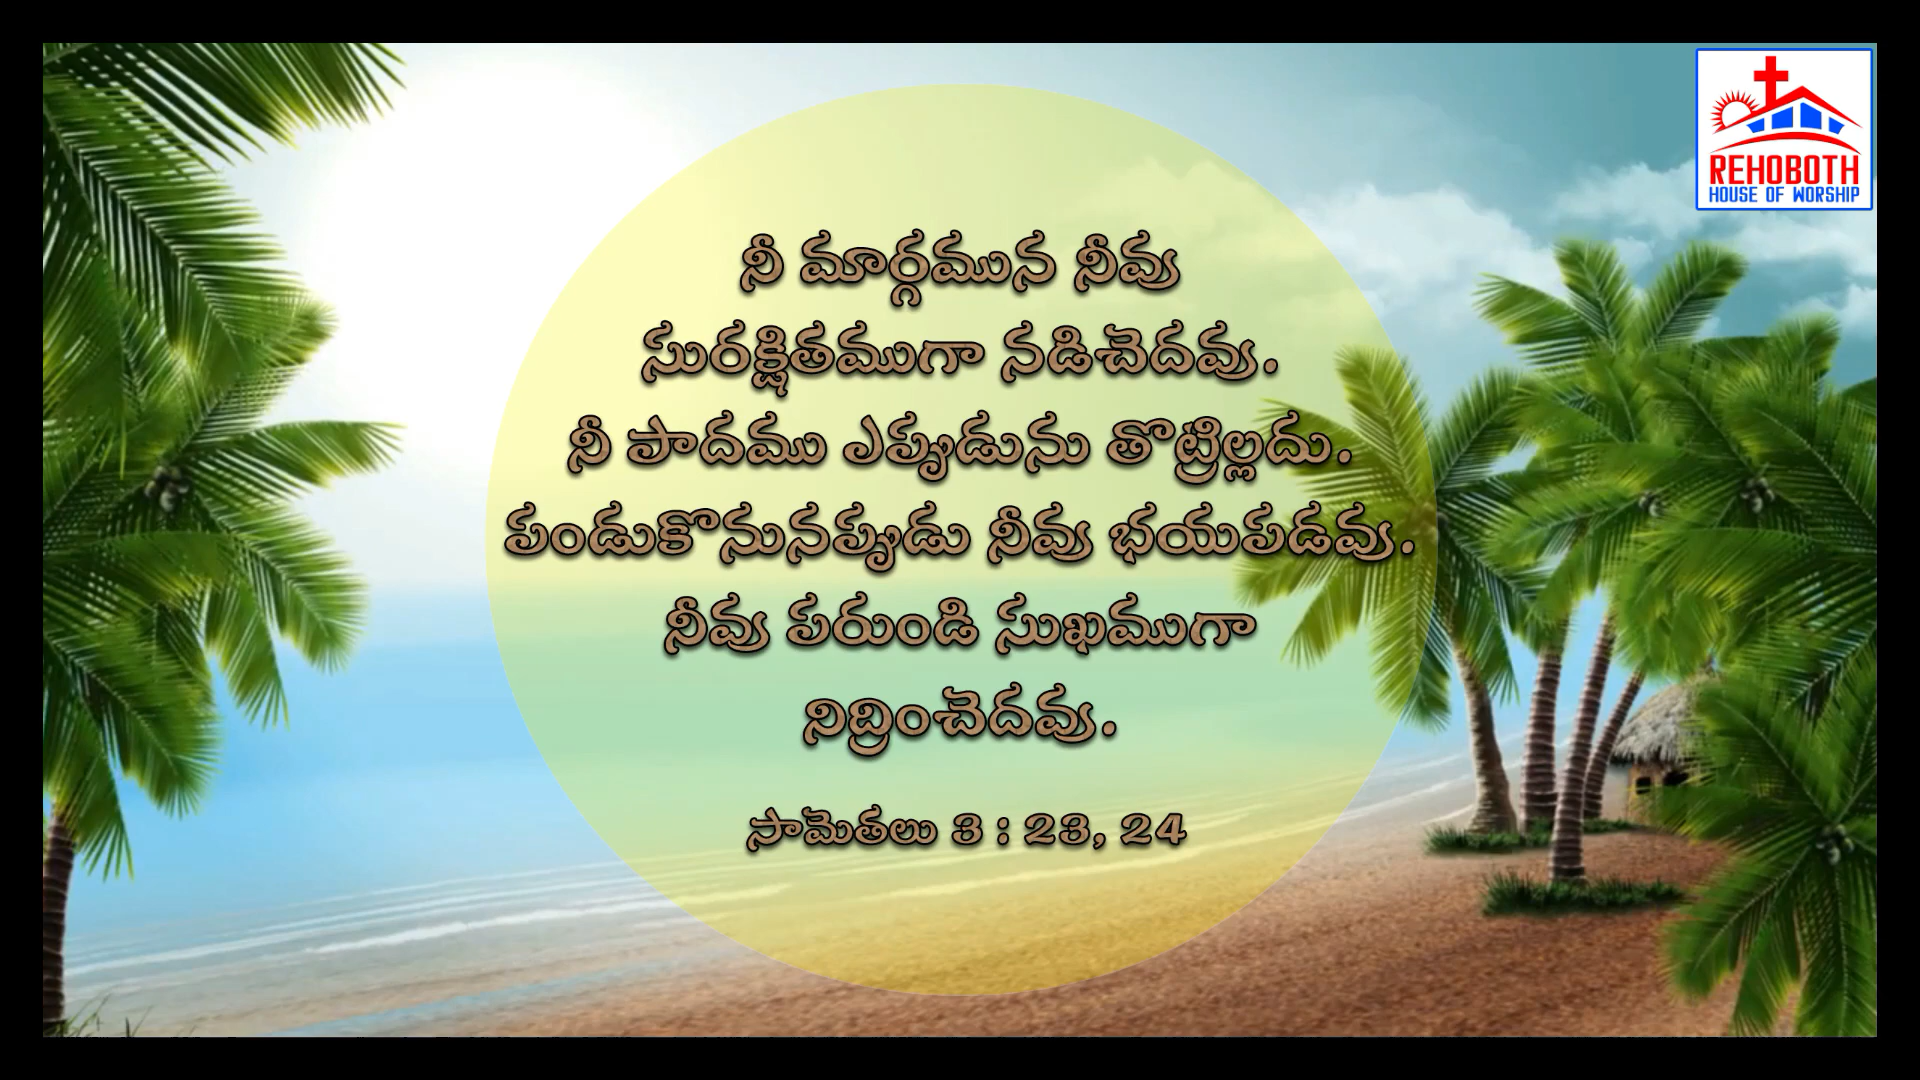 REHOBOTH
HOUSE OF WORSHIP
నీ మార్గమున నీవు
సురక్షితముగా నడిచెదవు.
నీ పాదము ఎప్పుడును తొట్రిల్లదు.
పండుకొనునప్పుడు నీవు భయపడవు.
నీవు పరుండి సుఖముగా
నిద్రించెదవు.
సామెతలు 3 : 23, 24